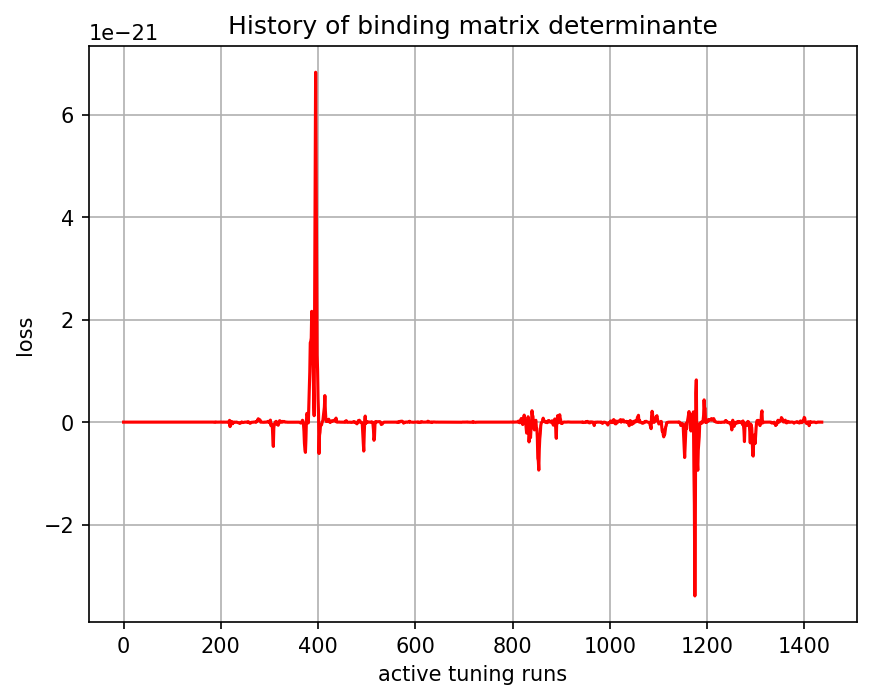 History of binding matrix determinante
1e−21
6
4
2
0
−2
loss
0 200 400 600 800 1000 1200 1400
active tuning runs